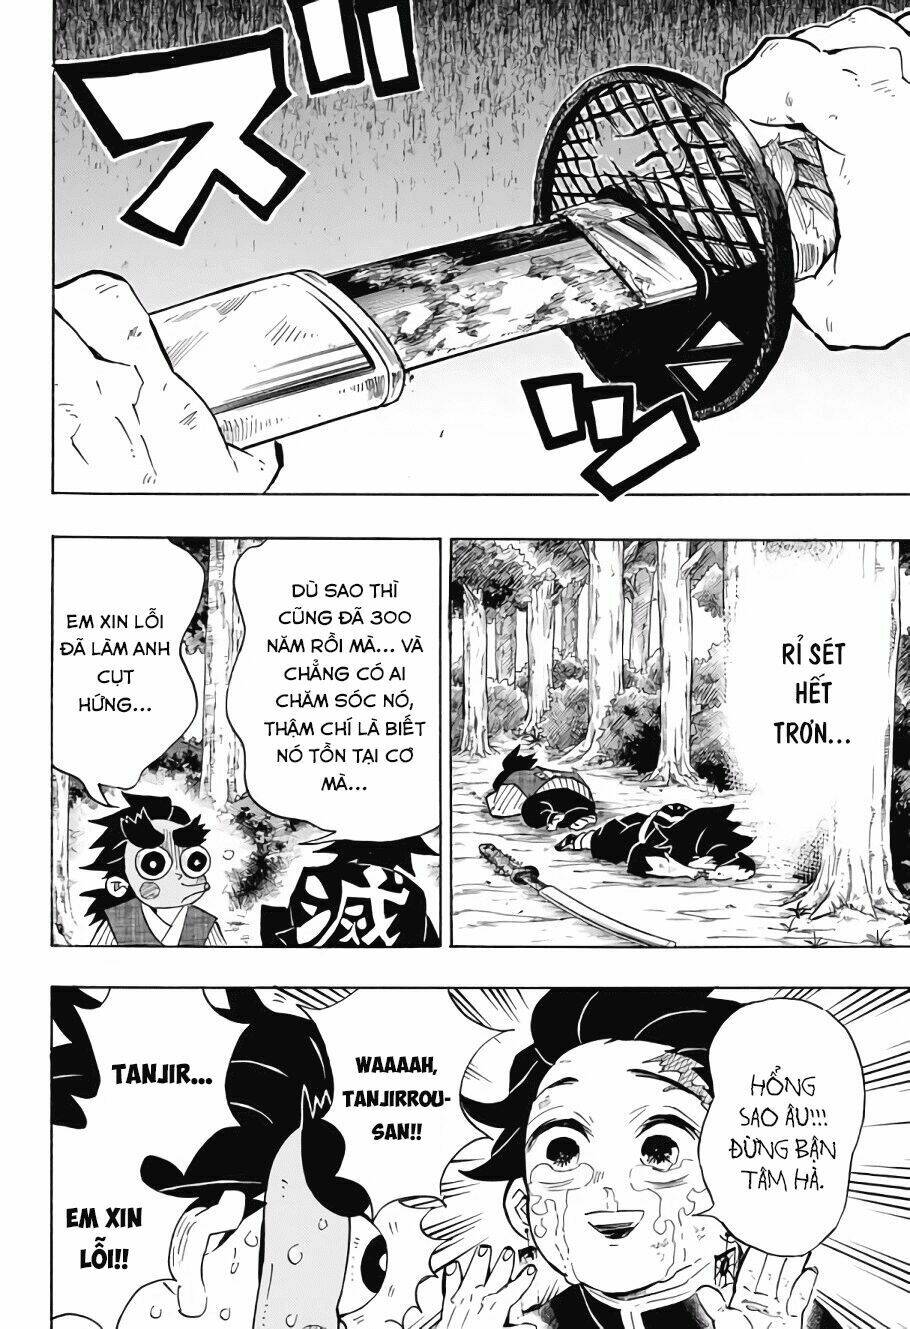 ズ
ズッ
RỈ SÉT
HẾT
TRƠN...
DÙ SAO THÌ
CŨNG ĐÃ 300
NĂM RỒI MÀ... VÀ
CHẲNG CÓ AI
CHĂM SÓC NÓ,
THẬM CHÍ LÀ BIẾT
NÓ TỒN TẠI CƠ
MÀ...
EM XIN LỖI
ĐÃ LÀM ANH
CỤT
HỨNG...
滅
HỔNG
SAO ÂU!!!
ĐỪNG BẬN
TÂM HÀ.
WAAAAH,
TANJIRROU-
SAN!!
TANJIR...
EM XIN
LỖI!!